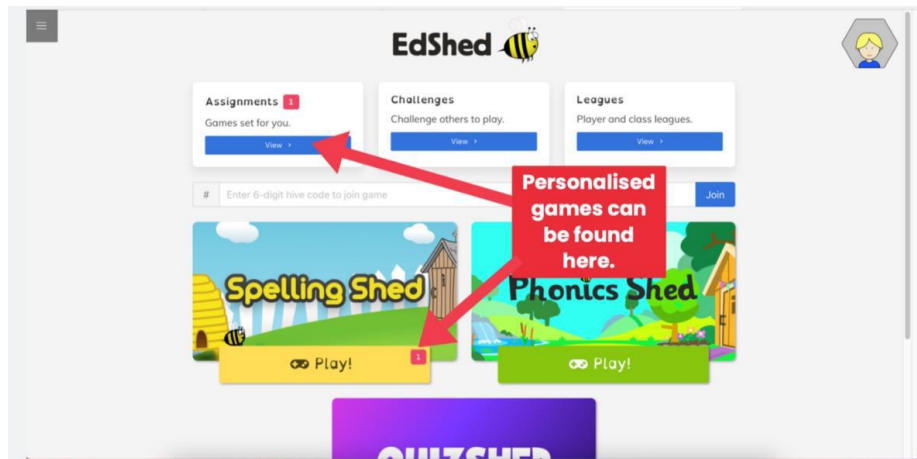 EdShed
Assignments 1
Games set for you.
View ›
Challenges
Challenge others to play.
View ›
Leagues
Player and class leagues.
View ›
# Enter 6-digit hive code to join game
Join
Personalised
games can
be found
here.
Spelling Shed
Play!
1
Phonics Shed
Play!
QUIZSHED